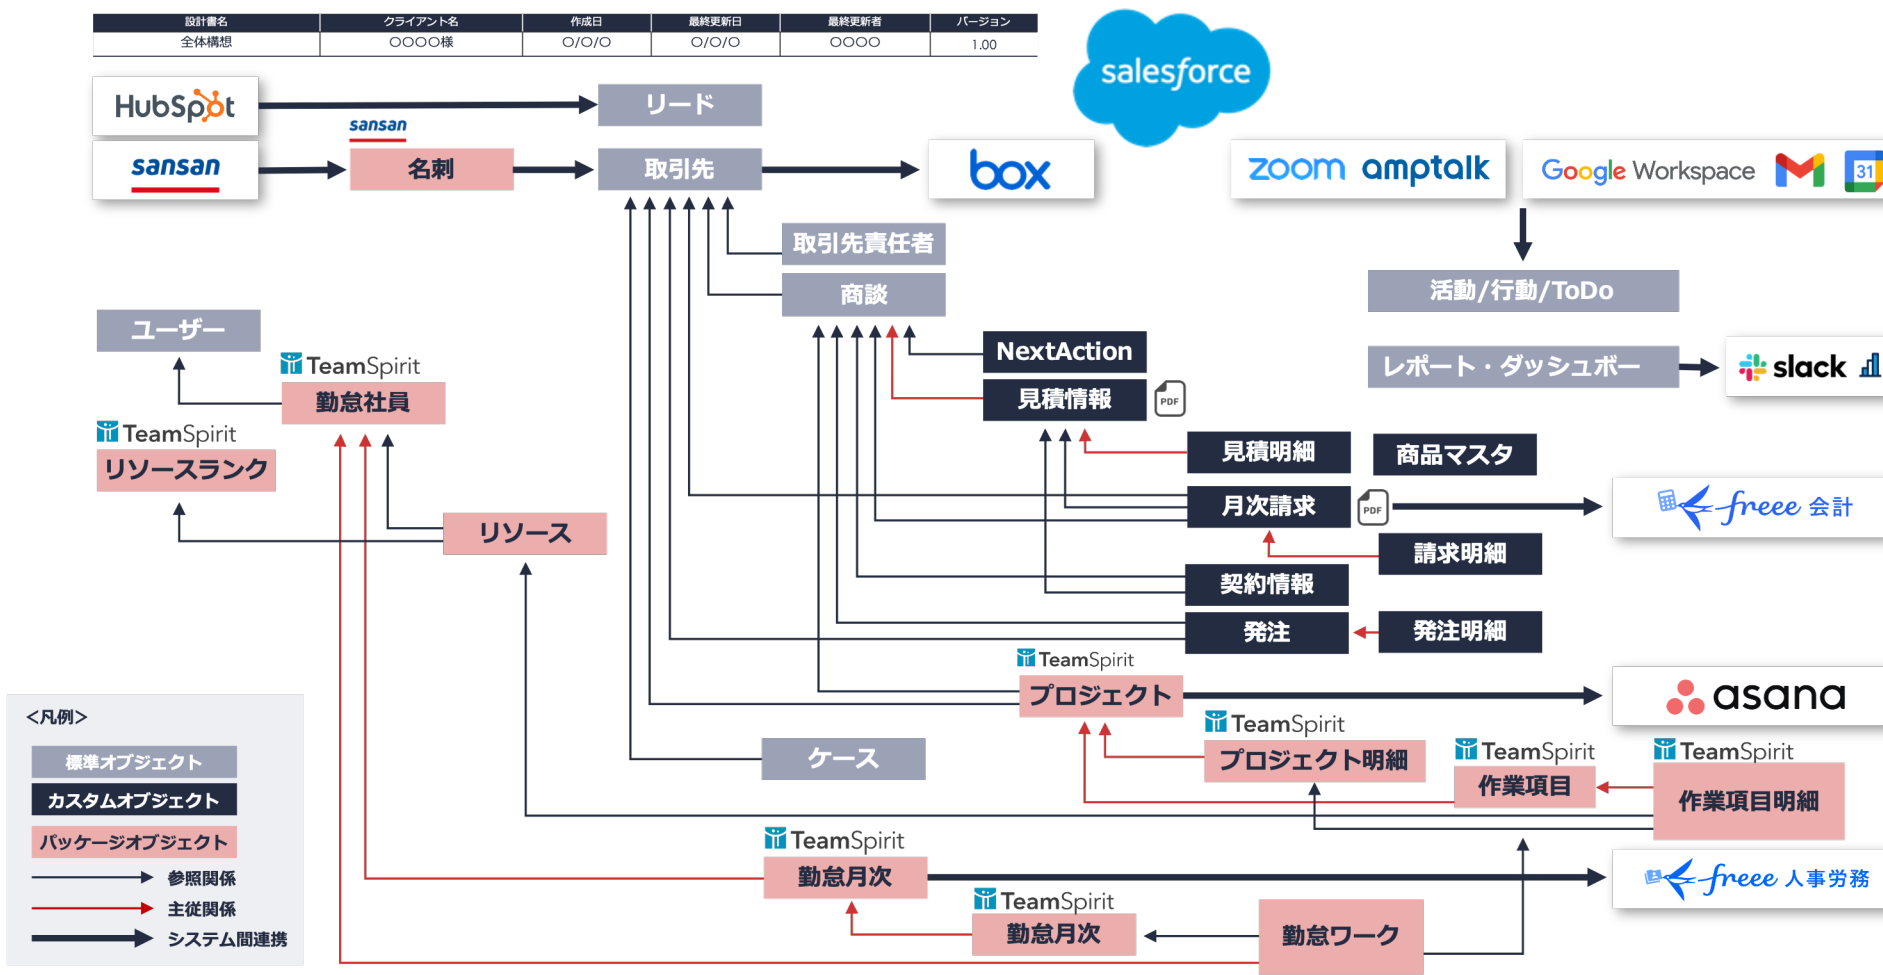 設計書名 クライアント名 作成日 最終更新日 最終更新者 バージョン
全体構想 〇〇〇〇様 〇/〇/〇 〇/〇/〇 〇〇〇〇 1.00
salesforce
HubSpot
リード
sansan
sansan
名刺
取引先
box
zoom amptalk
Google Workspace
31
取引先責任者
商談
活動/行動/ToDo
ユーザー
NextAction
レポート・ダッシュボー
slack
TeamSpirit
勤怠社員
見積情報
PDF
TeamSpirit
リソースランク
見積明細
商品マスタ
月次請求
PDF
freee 会計
リソース
請求明細
契約情報
発注
発注明細
TeamSpirit
プロジェクト
asana
TeamSpirit
プロジェクト明細
TeamSpirit
作業項目
TeamSpirit
作業項目明細
ケース
TeamSpirit
勤怠月次
freee 人事労務
TeamSpirit
勤怠月次
勤怠ワーク
<凡例>
標準オブジェクト
カスタムオブジェクト
パッケージオブジェクト
参照関係
主従関係
システム間連携